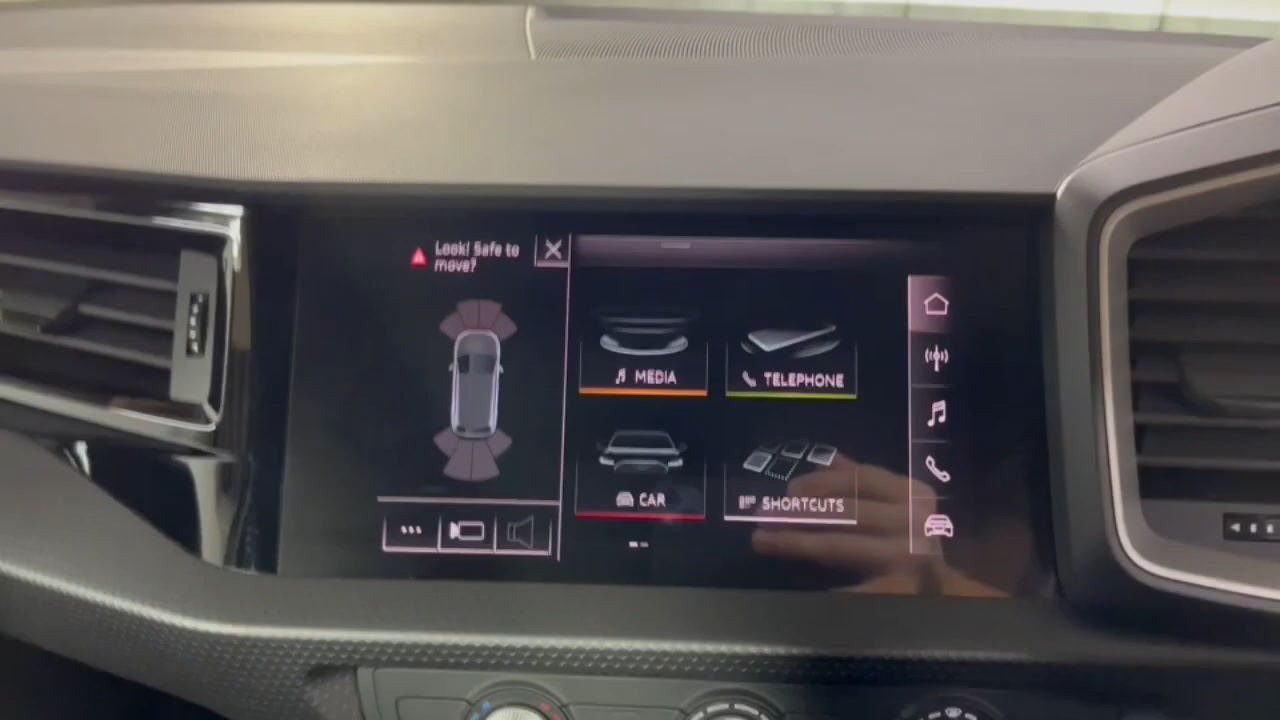 Look! Safe to
move?
MEDIA
TELEPHONE
CAR
SHORTCUTS